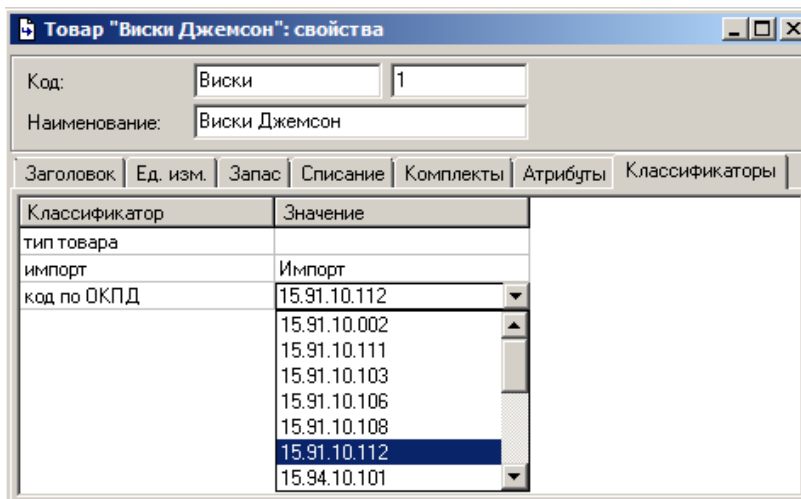 Товар "Виски Джемсон": свойства
Код: Виски 1
Наименование: Виски Джемсон
Заголовок Ед. изм. Запас Списание Комплекты Атрибуты Классификаторы
Классификатор Значение
тип товара
импорт Импорт
код по ОКПД 15.91.10.112
15.91.10.002
15.91.10.111
15.91.10.103
15.91.10.106
15.91.10.108
15.91.10.112
15.94.10.101